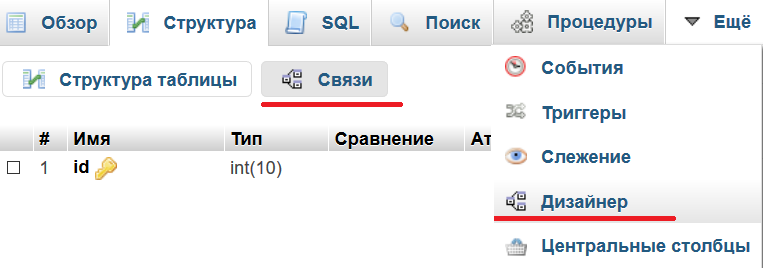 Обзор Структура SQL Поиск Процедуры Ещё
Структура таблицы Связи
События
Триггеры
# Имя Тип Сравнение Ат
Слежение
1 id int(10)
Дизайнер
Центральные столбцы